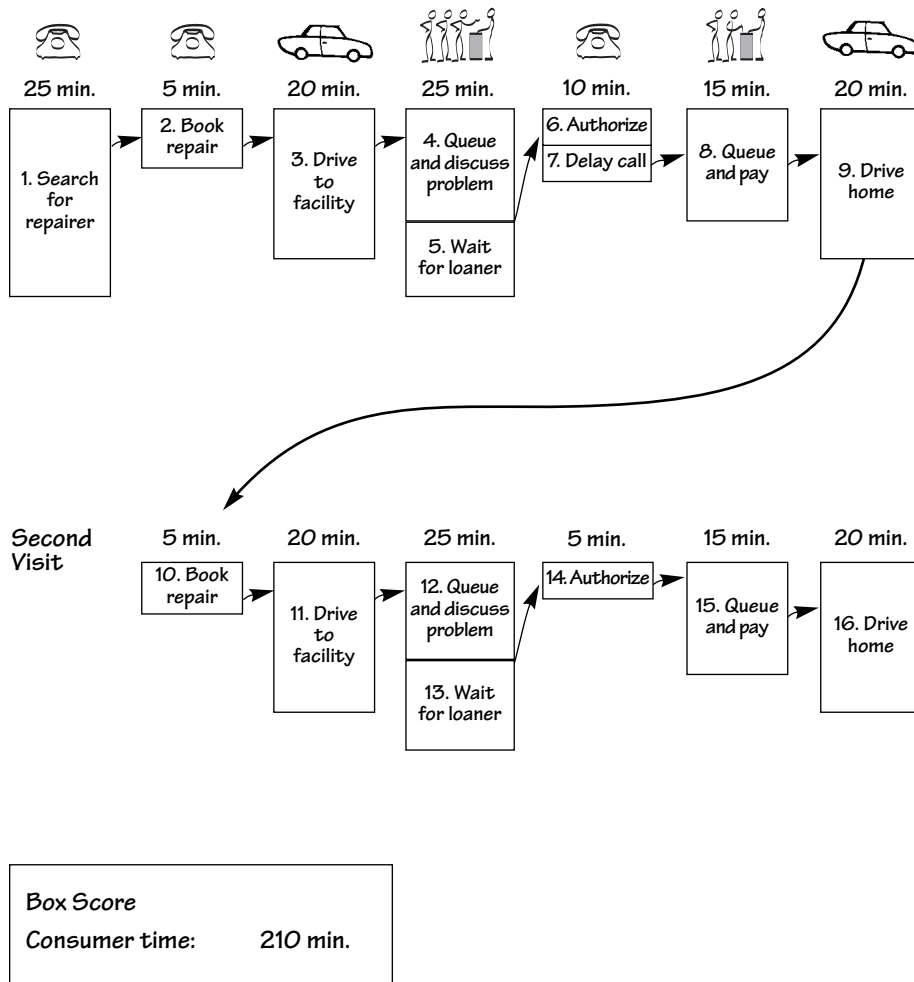 25 min.
5 min.
20 min.
25 min.
10 min.
15 min.
20 min.
1. Search
for
repairer
2. Book
repair
3. Drive
to
facility
4. Queue
and discuss
problem
5. Wait
for loaner
6. Authorize
7. Delay call
8. Queue
and pay
9. Drive
home
Second
Visit
5 min.
20 min.
25 min.
5 min.
15 min.
20 min.
10. Book
repair
11. Drive
to
facility
12. Queue
and discuss
problem
13. Wait
for loaner
14. Authorize
15. Queue
and pay
16. Drive
home
Box Score
Consumer time: 210 min.